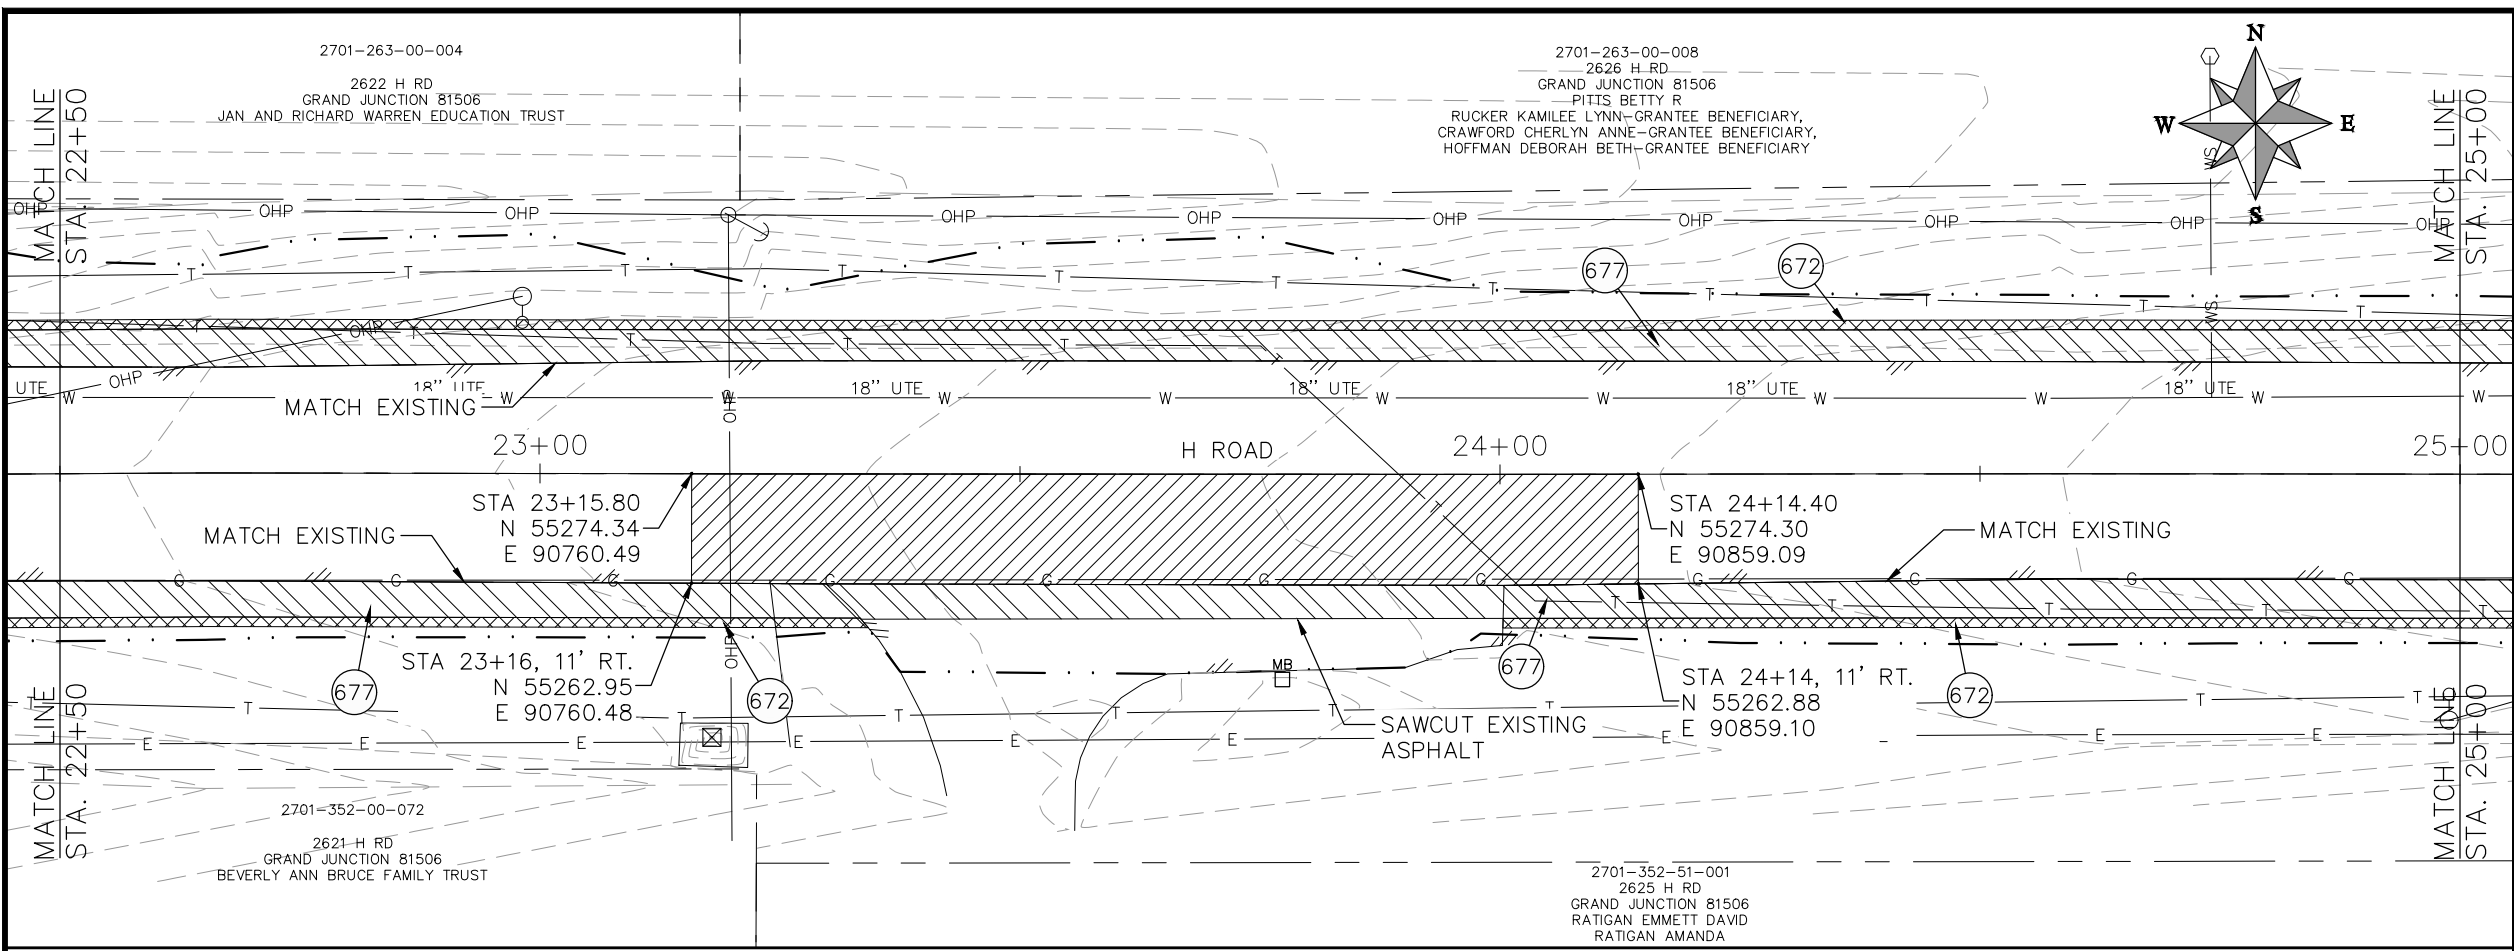 2701-263-00-004
2622 H RD
GRAND JUNCTION 81506
JAN AND RICHARD WARREN EDUCATION TRUST
2701-263-00-008
2626 H RD
GRAND JUNCTION 81506
PITTS BETTY R
RUCKER KAMILEE LYNN-GRANTEE BENEFICIARY,
CRAWFORD CHERLYN ANNE-GRANTEE BENEFICIARY,
HOFFMAN DEBORAH BETH-GRANTEE BENEFICIARY
N
W
E
S
MATCH LINE
STA. 22+50
MATCH LINE
STA. 25+00
WS
OHP OHP OHP OHP OHP OHP OHP OHP OHP OHP
T T T T T T T T T T T
677
672
WS
OHP
T T T T T T
OHP
UTE 18'' UTE 18'' UTE 18'' UTE 18'' UTE 18'' UTE
W W W W W W W W W W W W
OHP
MATCH EXISTING
23+00
H ROAD
24+00
25+00
STA 23+15.80
N 55274.34
E 90760.49
STA 24+14.40
N 55274.30
E 90859.09
T
MATCH EXISTING
MATCH EXISTING
G G G G G G G G G G G
T T T T T
STA 23+16, 11' RT.
N 55262.95
E 90760.48
OHP
677
672
677
672
MB
STA 24+14, 11' RT.
N 55262.88
E 90859.10
SAWCUT EXISTING
ASPHALT
T T T T T T T T T
OHP
E E E E E E E E E
MATCH LINE
STA. 22+50
MATCH LINE
STA. 25+00
2701-352-00-072
2621 H RD
GRAND JUNCTION 81506
BEVERLY ANN BRUCE FAMILY TRUST
2701-352-51-001
2625 H RD
GRAND JUNCTION 81506
RATIGAN EMMETT DAVID
RATIGAN AMANDA